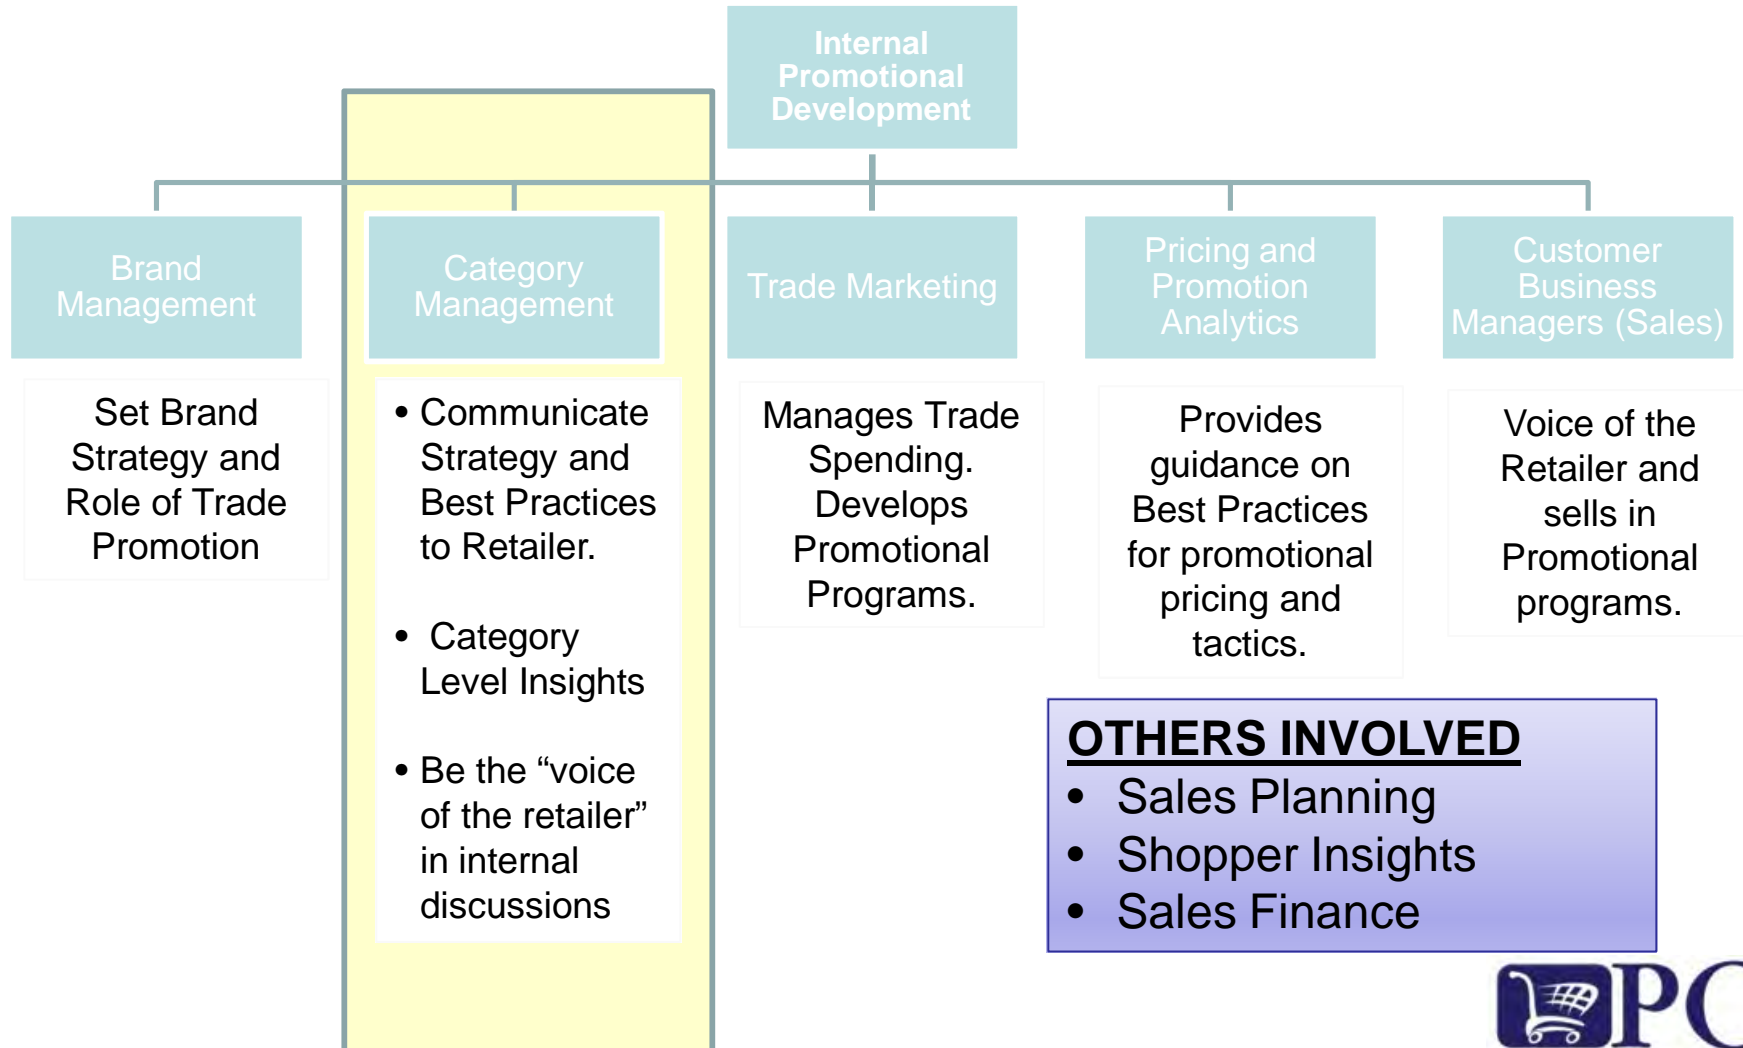 Internal
Promotional
Development
Brand
Management
Category
Management
Trade Marketing
Pricing and
Promotion
Analytics
Customer
Business
Managers (Sales)
Set Brand
Strategy and
Role of Trade
Promotion
• Communicate
Strategy and
Best Practices
to Retailer.
• Category
Level Insights
• Be the “voice
of the retailer”
in internal
discussions
Manages Trade
Spending.
Develops
Promotional
Programs.
Provides
guidance on
Best Practices
for promotional
pricing and
tactics.
Voice of the
Retailer and
sells in
Promotional
programs.
OTHERS INVOLVED
• Sales Planning
• Shopper Insights
• Sales Finance